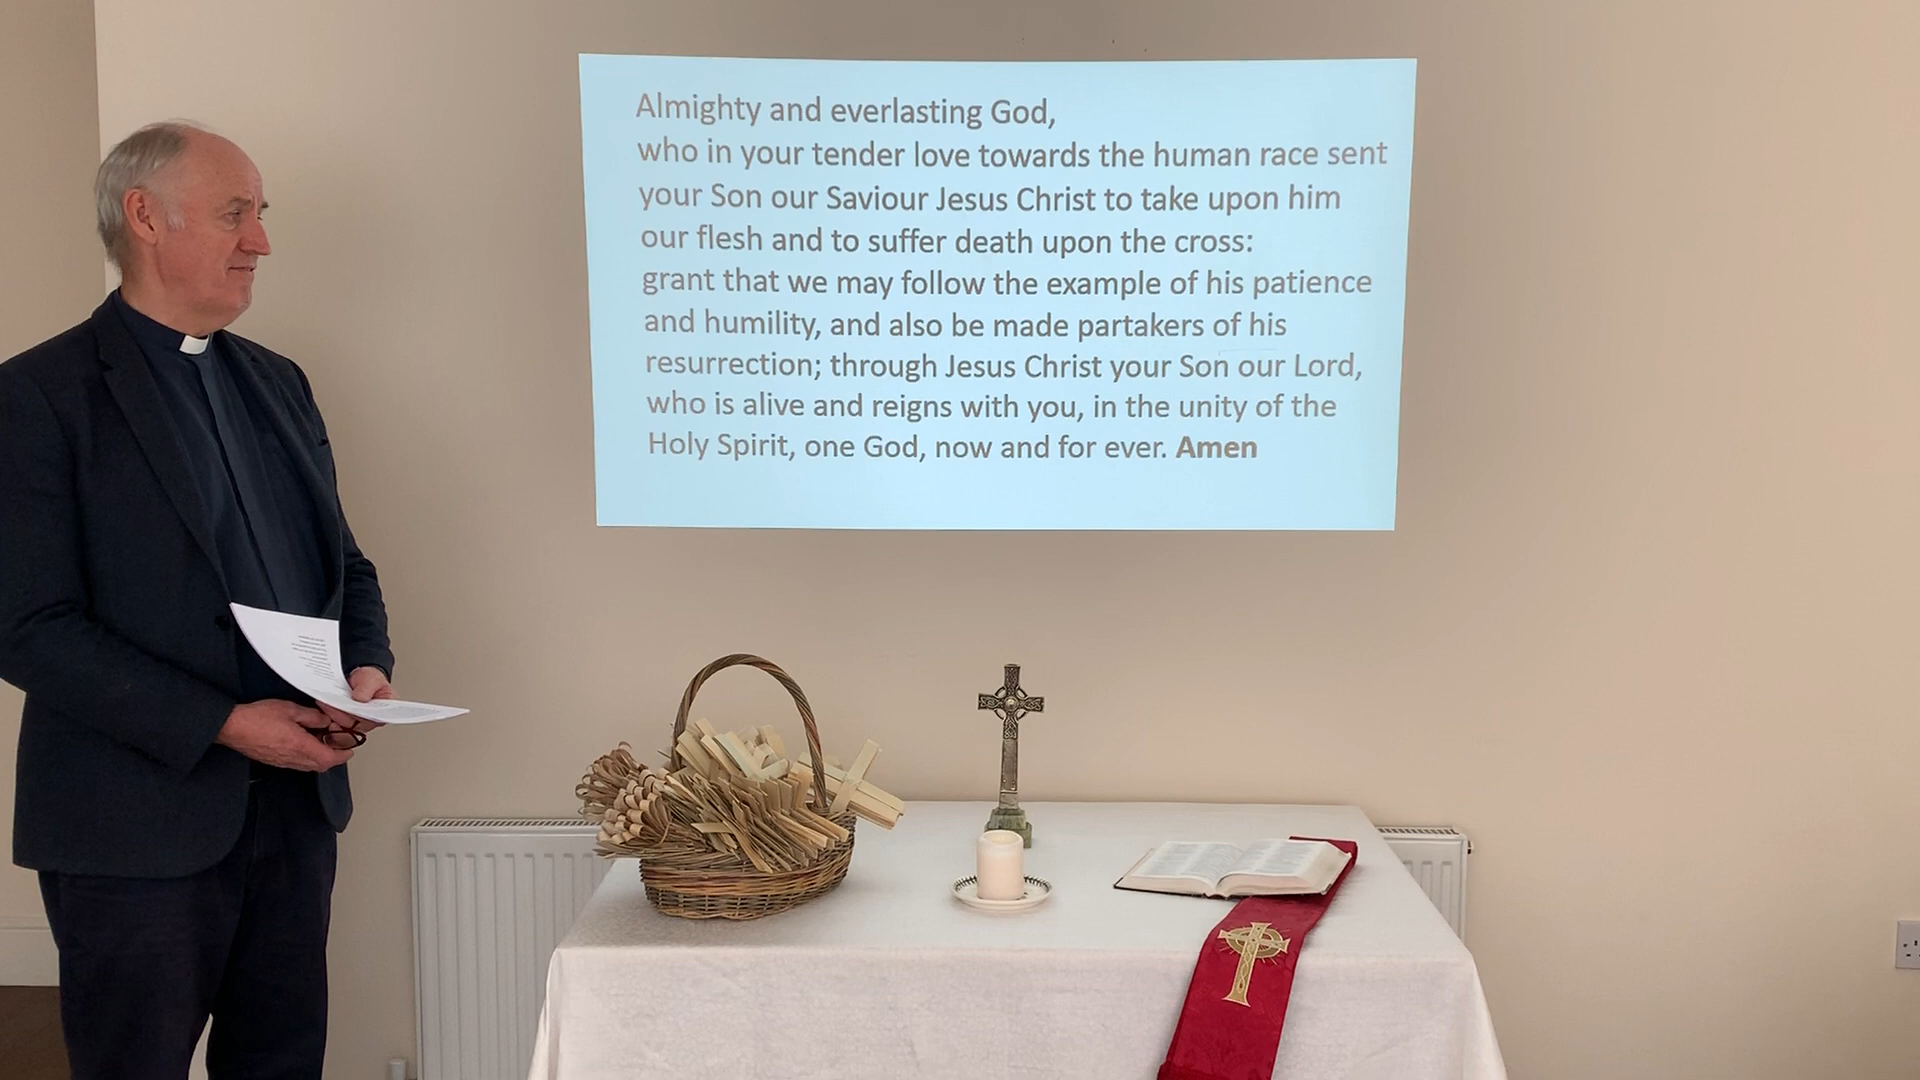 Almighty and everlasting God,
who in your tender love towards the human race sent
your Son our Saviour Jesus Christ to take upon him
our flesh and to suffer death upon the cross:
grant that we may follow the example of his patience
and humility, and also be made partakers of his
resurrection; through Jesus Christ your Son our Lord,
who is alive and reigns with you, in the unity of the
Holy Spirit, one God, now and for ever. Amen